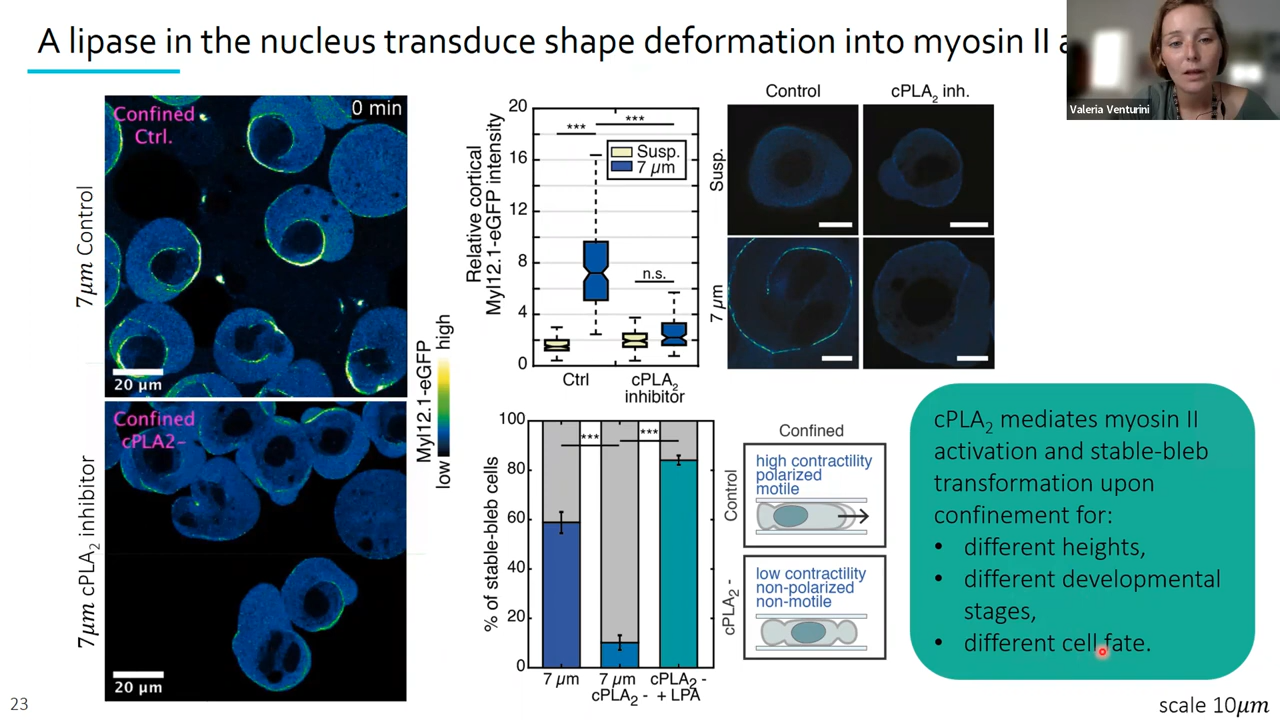 A lipase in the nucleus transduce shape deformation into myosin II
Valeria Venturini
7𝜇𝑚 Control
Confined
Ctrl.
0 min
20 µm
7𝜇𝑚 cPLA₂ inhibitor
Confined
cPLA2-
20 µm
Myl12.1-eGFP
low
high
Relative cortical
Myl12.1-eGFP intensity
20
16
12
8
4
0
***
***
Susp.
7 µm
n.s.
Ctrl
cPLA₂
inhibitor
Control
cPLA₂ inh.
Susp.
7 µm
% of stable-bleb cells
100
80
60
40
20
0
***
***
7 µm
7 µm
cPLA₂ -
cPLA₂ -
+ LPA
Confined
Control
high contractility
polarized
motile
cPLA₂ -
low contractility
non-polarized
non-motile
cPLA₂ mediates myosin II
activation and stable-bleb
transformation upon
confinement for:
• different heights,
• different developmental
stages,
• different cell fate.
23
scale 10𝜇𝑚